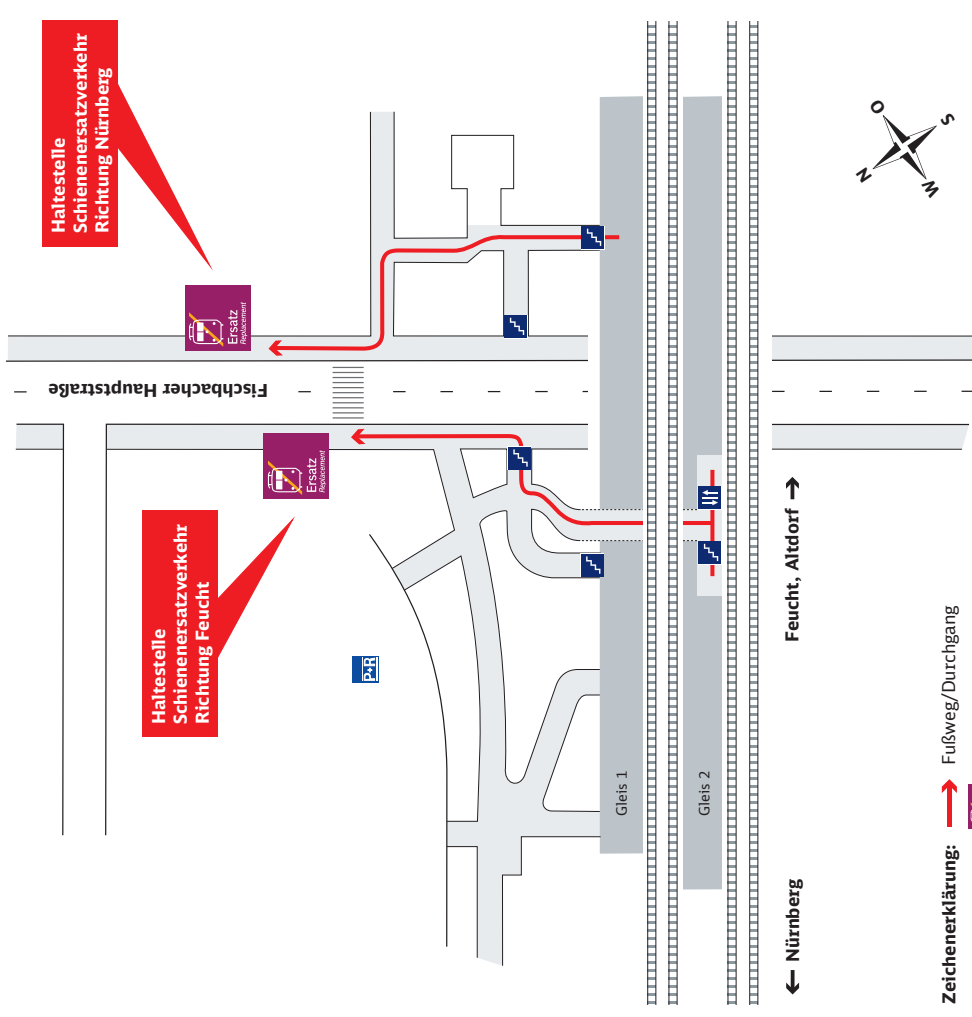 Haltestelle
Schienenersatzverkehr
Richtung Nürnberg
Ersatz
Replacement
Fischbacher Hauptstraße
Haltestelle
Schienenersatzverkehr
Richtung Feucht
Ersatz
Replacement
P+R
Gleis 1
Gleis 2
← Nürnberg
Feucht, Altdorf →
N
O
S
W
Zeichenerklärung:
Fußweg/Durchgang